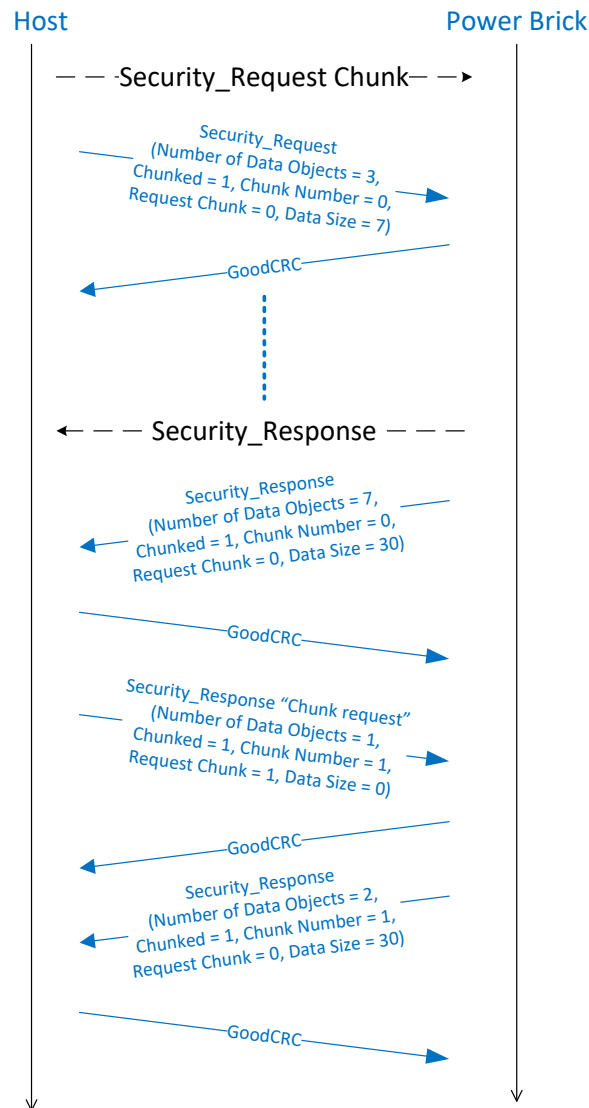 Host
Power Brick
Security_Request Chunk
Security_Request
(Number of Data Objects = 3,
Chunked = 1, Chunk Number = 0,
Request Chunk = 0, Data Size = 7)
GoodCRC
Security_Response
Security_Response
(Number of Data Objects = 7,
Chunked = 1, Chunk Number = 0,
Request Chunk = 0, Data Size = 30)
GoodCRC
Security_Response “Chunk request”
(Number of Data Objects = 1,
Chunked = 1, Chunk Number = 1,
Request Chunk = 1, Data Size = 0)
GoodCRC
Security_Response
(Number of Data Objects = 2,
Chunked = 1, Chunk Number = 1,
Request Chunk = 0, Data Size = 30)
GoodCRC